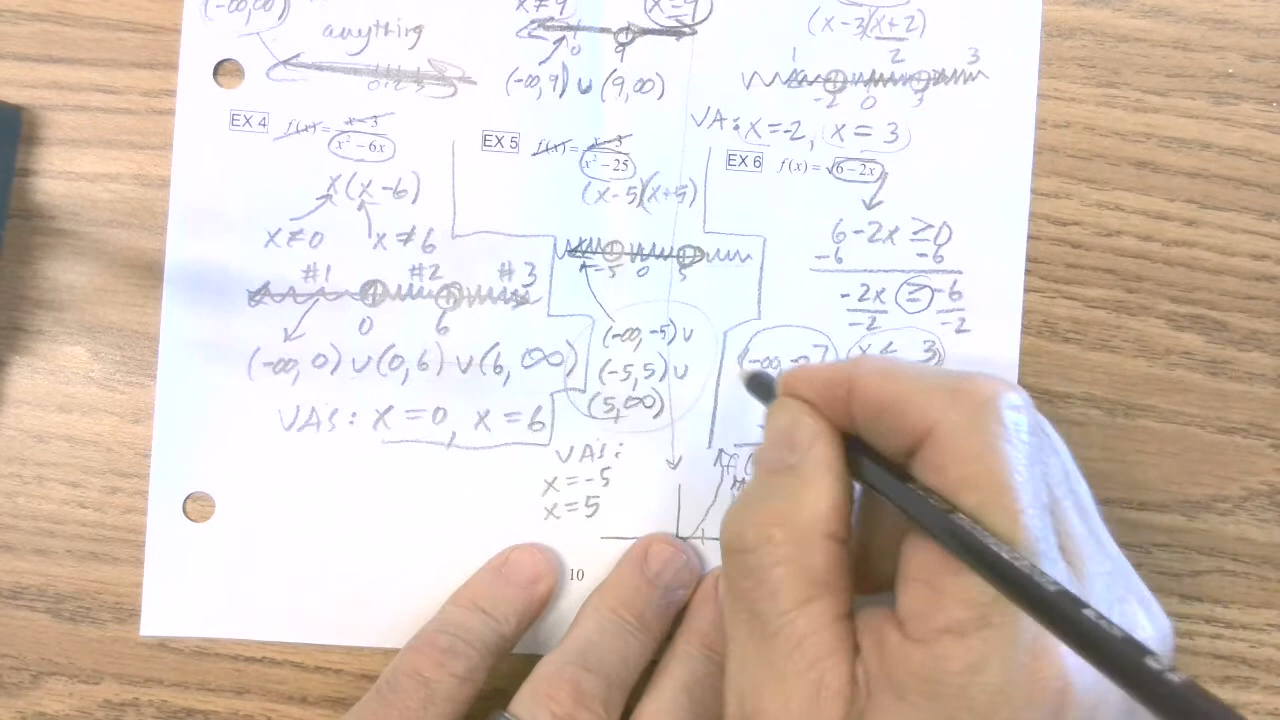 (-∞,∞)
anything
0 1 2 3
x≠9
0 9
(-∞,9) ∪ (9,∞)
(x-3)(x+2)
1 2 3
-2 0 3
VA: x=-2, x=3
EX 4 f(x) = x-3
x² - 6x
x(x-6)
x≠0 x≠6
#1 #2 #3
0 6
(-∞,0) ∪ (0,6) ∪ (6,∞)
VAS: x=0, x=6
EX 5 f(x) = x-3
x² - 25
(x-5)(x+5)
-5 0 5
(-∞,-5) ∪
(-5,5) ∪
(5,∞)
VAS:
x=-5
x=5
EX 6 f(x) = √6-2x
6-2x ≥0
-6 -6
-2x ≥ -6
-2 -2
10